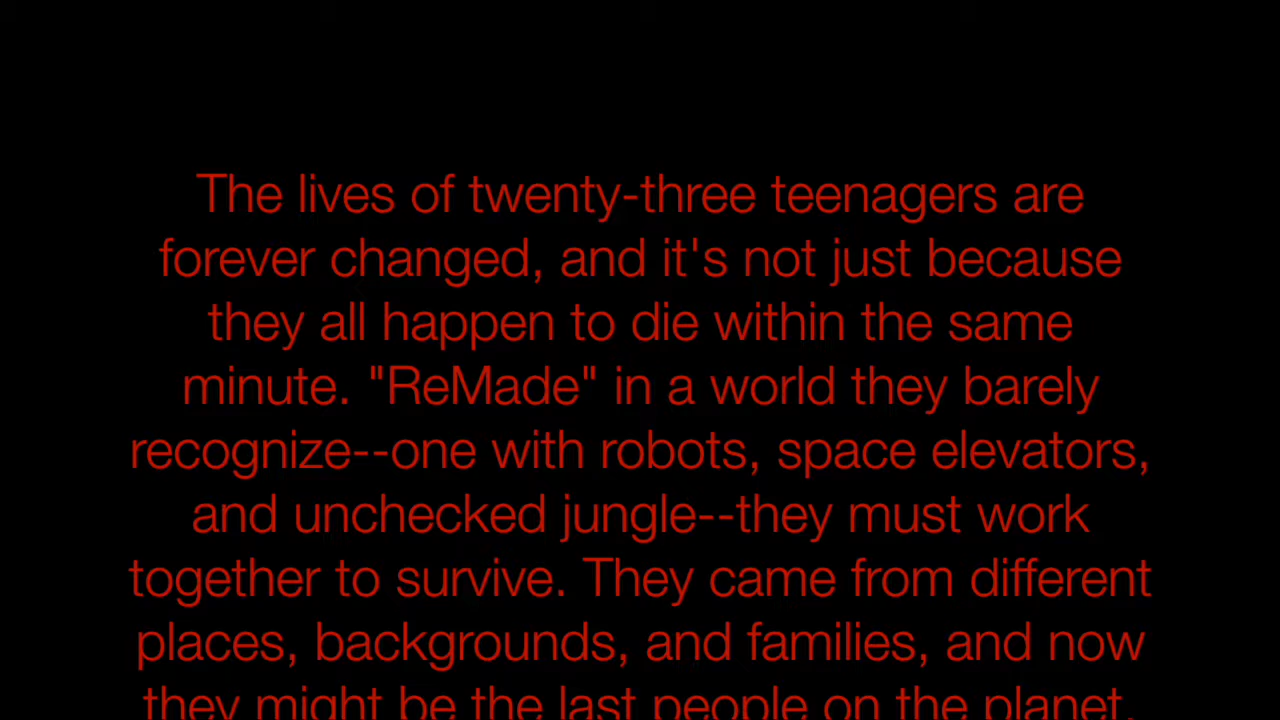 The lives of twenty-three teenagers are
forever changed, and it's not just because
they all happen to die within the same
minute. "ReMade" in a world they barely
recognize--one with robots, space elevators,
and unchecked jungle--they must work
together to survive. They came from different
places, backgrounds, and families, and now
they might be the last people on the planet.